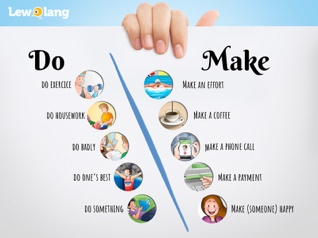 Lewolang
Do
Make
DO EXERCICE
MAKE AN EFFORT
DO HOUSEWORK
MAKE A COFFEE
DO BADLY
MAKE A PHONE CALL
DO ONE'S BEST
MAKE A PAYMENT
DO SOMETHING
MAKE (SOMEONE) HAPPY